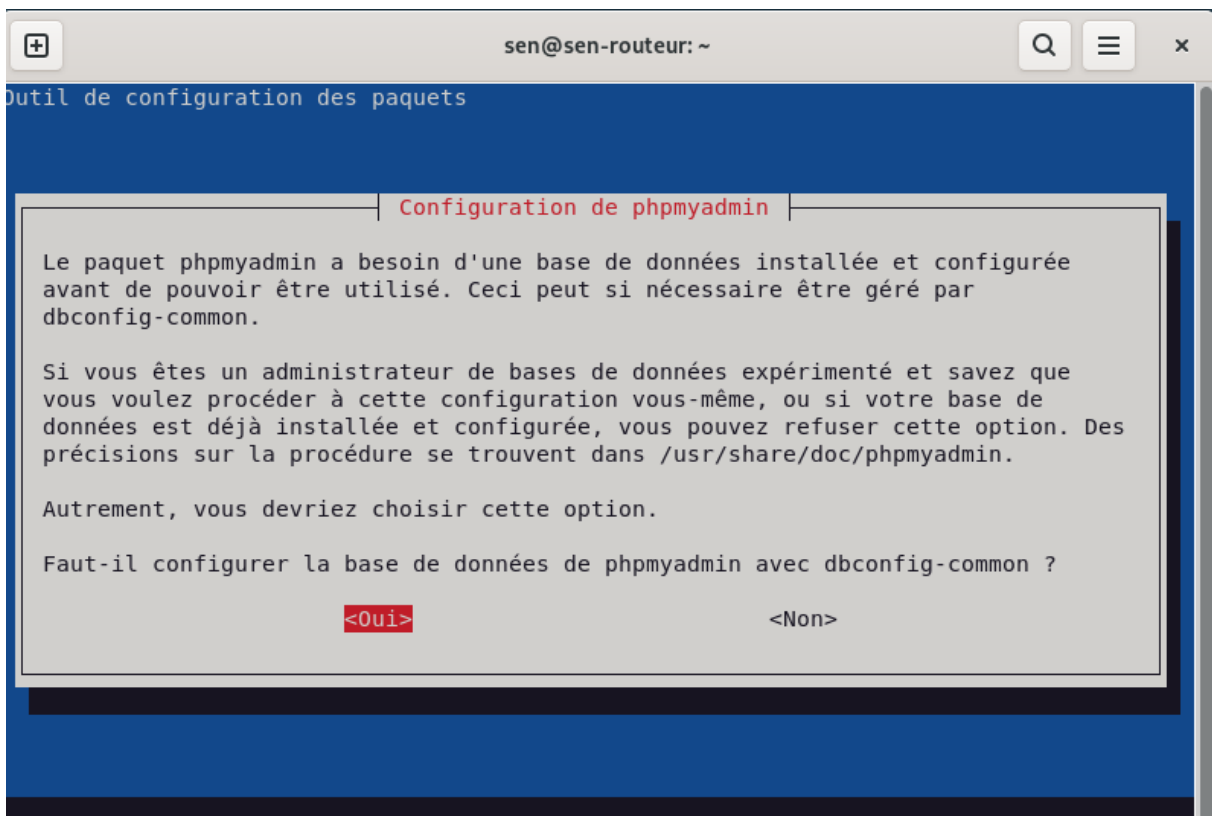 sen@sen-routeur: ~
Outil de configuration des paquets
Configuration de phpmyadmin
Le paquet phpmyadmin a besoin d'une base de données installée et configurée
avant de pouvoir être utilisé. Ceci peut si nécessaire être géré par
dbconfig-common.
Si vous êtes un administrateur de bases de données expérimenté et savez que
vous voulez procéder à cette configuration vous-même, ou si votre base de
données est déjà installée et configurée, vous pouvez refuser cette option. Des
précisions sur la procédure se trouvent dans /usr/share/doc/phpmyadmin.
Autrement, vous devriez choisir cette option.
Faut-il configurer la base de données de phpmyadmin avec dbconfig-common ?
<Oui> <Non>